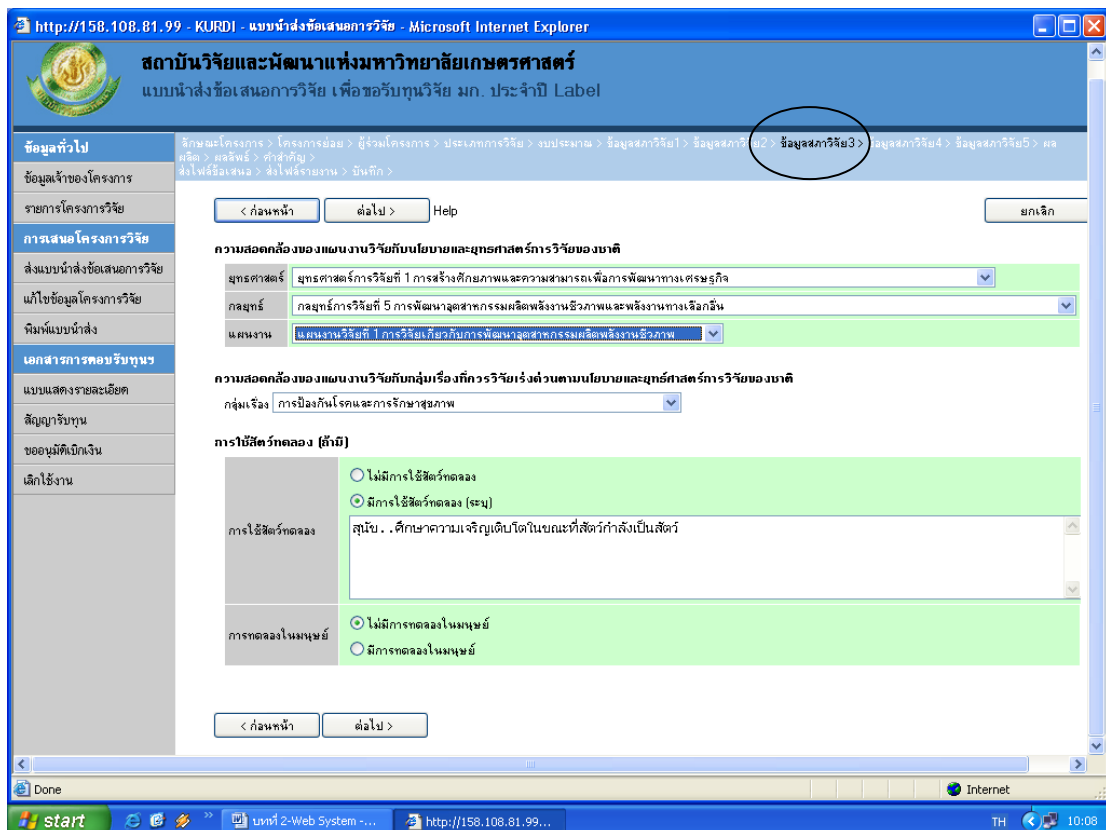 http://158.108.81.99 - KURDI - แบบนำส่งข้อเสนอการวิจัย - Microsoft Internet Explorer
สถาบันวิจัยและพัฒนาแห่งมหาวิทยาลัยเกษตรศาสตร์
แบบนำส่งข้อเสนอการวิจัย เพื่อขอรับทุนวิจัย มก. ประจำปี Label
ข้อมูลทั่วไป
ข้อมูลเจ้าของโครงการ
รายการโครงการวิจัย
การเสนอโครงการวิจัย
ส่งแบบนำส่งข้อเสนอการวิจัย
แก้ไขข้อมูลโครงการวิจัย
พิมพ์แบบนำส่ง
เอกสารการตอบรับทุนฯ
แบบแสดงรายละเอียด
สัญญารับทุน
ขออนุมัติเบิกเงิน
เลิกใช้งาน
ลักษณะโครงการ > โครงการย่อย > ผู้ร่วมโครงการ > ประเภทการวิจัย > งบประมาณ > ข้อมูลสภาวิจัย1 > ข้อมูลสภาวิจัย2 > ข้อมูลสภาวิจัย3 > ข้อมูลสภาวิจัย4 > ข้อมูลสภาวิจัย5 > ผล
ผลิต > ผลลัพธ์ > คำสำคัญ >
ส่งไฟล์ข้อเสนอ > ส่งไฟล์รายงาน > บันทึก >
< ก่อนหน้า ต่อไป > Help ยกเลิก
ความสอดคล้องของแผนงานวิจัยกับนโยบายและยุทธศาสตร์การวิจัยของชาติ
ยุทธศาสตร์ ยุทธศาสตร์การวิจัยที่ 1 การสร้างศักยภาพและความสามารถเพื่อการพัฒนาทางเศรษฐกิจ
กลยุทธ์ กลยุทธ์การวิจัยที่ 5 การพัฒนาอุตสาหกรรมผลิตพลังงานชีวภาพและพลังงานทางเลือกอื่น
แผนงาน แผนงานวิจัยที่ 1 การวิจัยเกี่ยวกับการพัฒนาอุตสาหกรรมผลิตพลังงานชีวภาพ
ความสอดคล้องของแผนงานวิจัยกับกลุ่มเรื่องที่ควรวิจัยเร่งด่วนตามนโยบายและยุทธ์ศาสตร์การวิจัยของชาติ
กลุ่มเรื่อง การป้องกันโรคและการรักษาสุขภาพ
การใช้สัตว์ทดลอง (ถ้ามี)
การใช้สัตว์ทดลอง
ไม่มีการใช้สัตว์ทดลอง
มีการใช้สัตว์ทดลอง (ระบุ)
สุนัข..ศึกษาความเจริญเติบโตในขณะที่สัตว์กำลังเป็นสัตว์
การทดลองในมนุษย์
ไม่มีการทดลองในมนุษย์
มีการทดลองในมนุษย์
< ก่อนหน้า ต่อไป >
Done Internet
start บทที่ 2-Web System -... http://158.108.81.99... TH 10:08